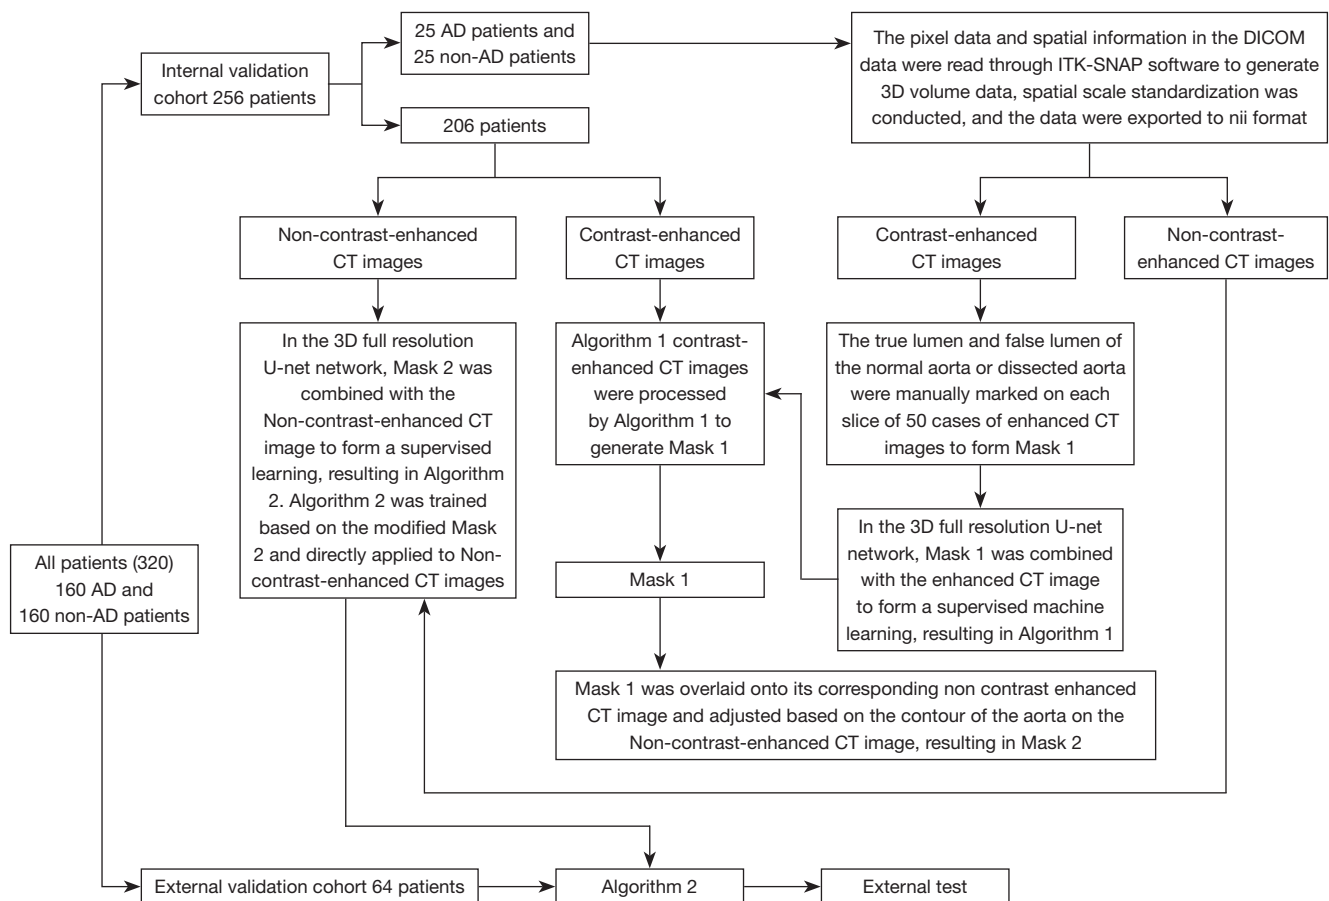 25 AD patients and
25 non-AD patients
The pixel data and spatial information in the DICOM
data were read through ITK-SNAP software to generate
3D volume data, spatial scale standardization was
conducted, and the data were exported to nii format
Internal validation
cohort 256 patients
206 patients
Non-contrast-enhanced
CT images
Contrast-enhanced
CT images
Contrast-enhanced
CT images
Non-contrast-
enhanced CT images
In the 3D full resolution
U-net network, Mask 2 was
combined with the
Non-contrast-enhanced CT
image to form a supervised
learning, resulting in Algorithm
2. Algorithm 2 was trained
based on the modified Mask
2 and directly applied to Non-
contrast-enhanced CT images
Algorithm 1 contrast-
enhanced CT images
were processed
by Algorithm 1 to
generate Mask 1
The true lumen and false lumen of
the normal aorta or dissected aorta
were manually marked on each
slice of 50 cases of enhanced CT
images to form Mask 1
In the 3D full resolution U-net
network, Mask 1 was combined
with the enhanced CT image
to form a supervised machine
learning, resulting in Algorithm 1
All patients (320)
160 AD and
160 non-AD patients
Mask 1
Mask 1 was overlaid onto its corresponding non contrast enhanced
CT image and adjusted based on the contour of the aorta on the
Non-contrast-enhanced CT image, resulting in Mask 2
External validation cohort 64 patients
Algorithm 2
External test